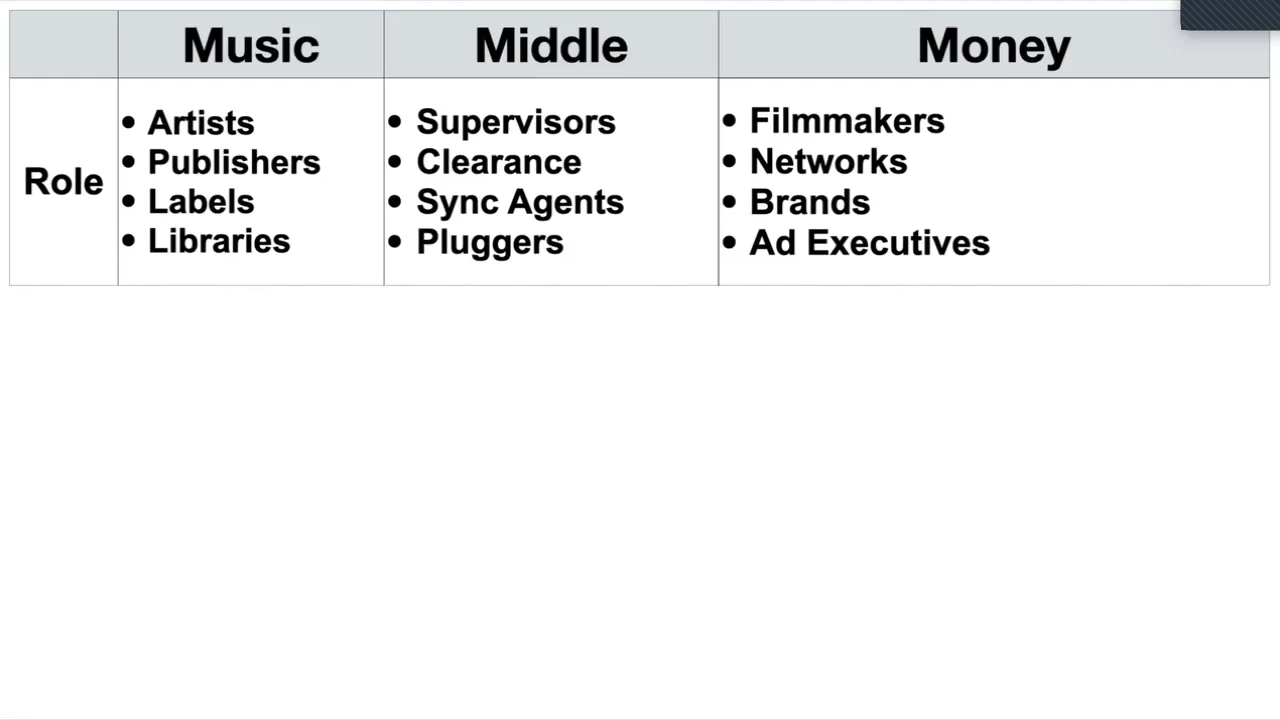 Music Middle Money
Role
• Artists
• Publishers
• Labels
• Libraries
• Supervisors
• Clearance
• Sync Agents
• Pluggers
• Filmmakers
• Networks
• Brands
• Ad Executives